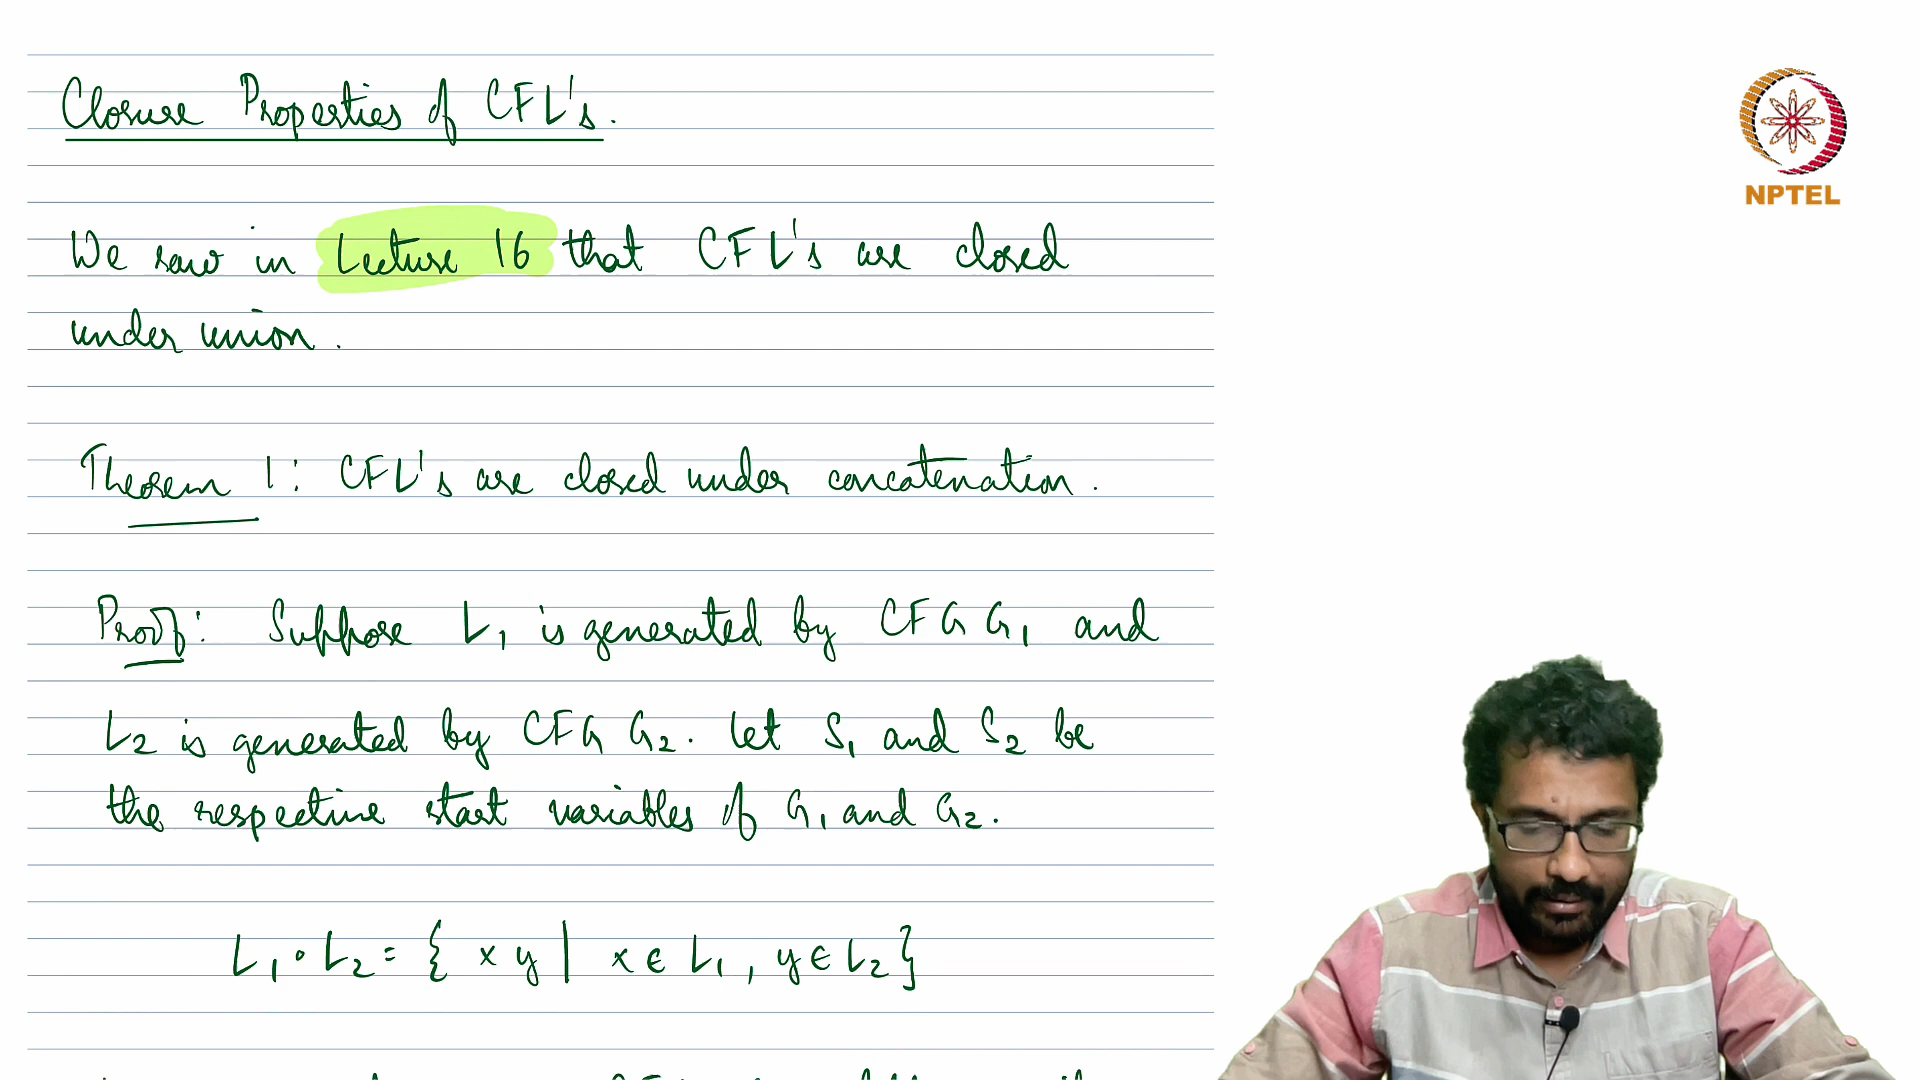 Closure Properties of CFL's.
NPTEL
We saw in Lecture 16 that CFL's are closed
under union.
Theorem 1: CFL's are closed under concatenation.
Proof: Suppose L₁ is generated by CFG G₁ and
L₂ is generated by CFG G₂. Let S₁ and S₂ be
the respective start variables of G₁ and G₂.
L₁∘L₂ = { xy | x ∈ L₁, y ∈ L₂}